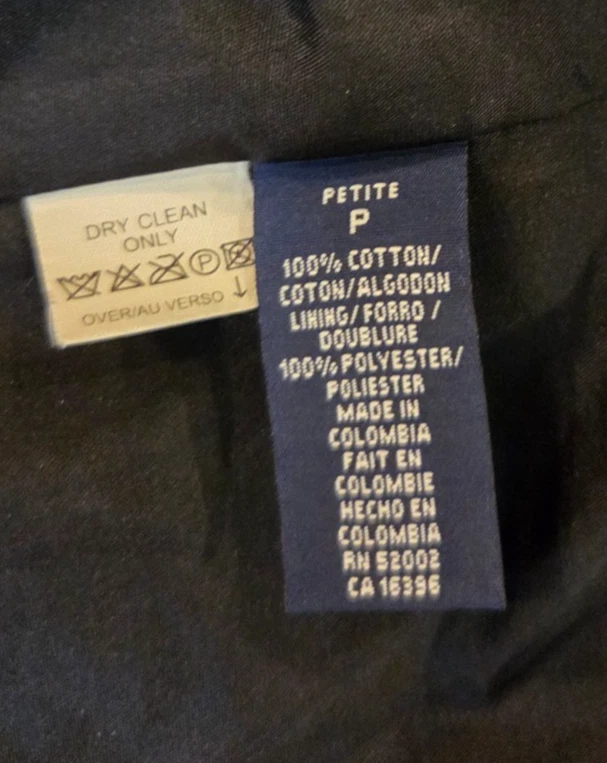 DRY CLEAN
ONLY
P
OVER/AU VERSO ↓
PETITE
P
100% COTTON/
COTON/ALGODON
LINING/FORRO/
DOUBLURE
100% POLYESTER/
POLIESTER
MADE IN
COLOMBIA
FAIT EN
COLOMBIE
HECHO EN
COLOMBIA
RN 52002
CA 16396